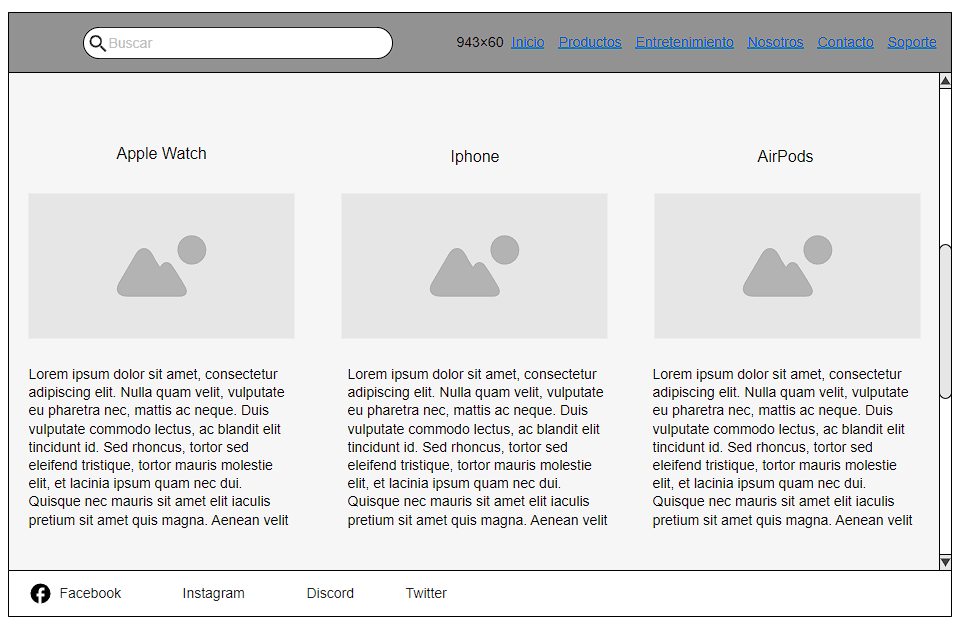 Buscar
943×60 Inicio Productos Entretenimiento Nosotros Contacto Soporte
Apple Watch
Iphone
AirPods
Lorem ipsum dolor sit amet, consectetur
adipiscing elit. Nulla quam velit, vulputate
eu pharetra nec, mattis ac neque. Duis
vulputate commodo lectus, ac blandit elit
tincidunt id. Sed rhoncus, tortor sed
eleifend tristique, tortor mauris molestie
elit, et lacinia ipsum quam nec dui.
Quisque nec mauris sit amet elit iaculis
pretium sit amet quis magna. Aenean velit
Lorem ipsum dolor sit amet, consectetur
adipiscing elit. Nulla quam velit, vulputate
eu pharetra nec, mattis ac neque. Duis
vulputate commodo lectus, ac blandit elit
tincidunt id. Sed rhoncus, tortor sed
eleifend tristique, tortor mauris molestie
elit, et lacinia ipsum quam nec dui.
Quisque nec mauris sit amet elit iaculis
pretium sit amet quis magna. Aenean velit
Lorem ipsum dolor sit amet, consectetur
adipiscing elit. Nulla quam velit, vulputate
eu pharetra nec, mattis ac neque. Duis
vulputate commodo lectus, ac blandit elit
tincidunt id. Sed rhoncus, tortor sed
eleifend tristique, tortor mauris molestie
elit, et lacinia ipsum quam nec dui.
Quisque nec mauris sit amet elit iaculis
pretium sit amet quis magna. Aenean velit
Facebook Instagram Discord Twitter